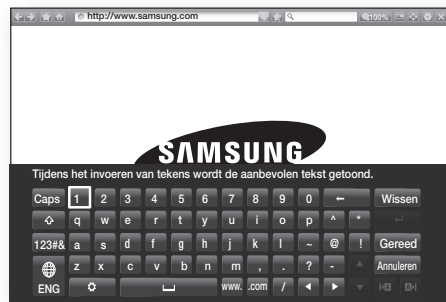 http://www.samsung.com 100%
SAMSUNG
Tijdens het invoeren van tekens wordt de aanbevolen tekst getoond.
Caps 1 2 3 4 5 6 7 8 9 0 ← Wissen
q w e r t y u i o p ^ *
123#& a s d f g h j k l ~ @ ! Gereed
z x c v b n m , . ? - Annuleren
ENG www. .com /